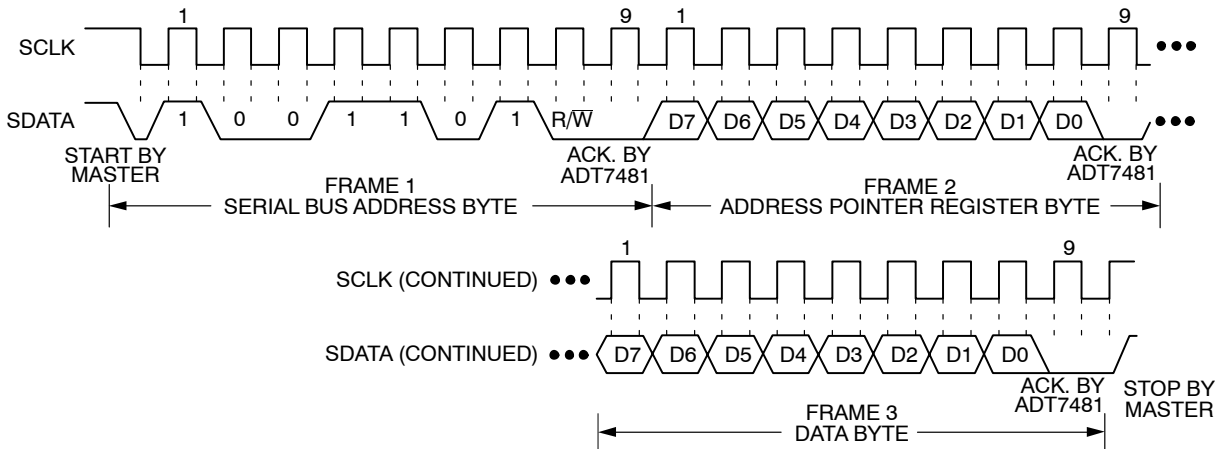 1 9 1 9
SCLK
SDATA 1 0 0 1 1 0 1 R/W̅ D7 D6 D5 D4 D3 D2 D1 D0
START BY MASTER
ACK. BY ADT7481
ACK. BY ADT7481
FRAME 1
SERIAL BUS ADDRESS BYTE
FRAME 2
ADDRESS POINTER REGISTER BYTE
1 9
SCLK (CONTINUED)
SDATA (CONTINUED) D7 D6 D5 D4 D3 D2 D1 D0
ACK. BY ADT7481
STOP BY MASTER
FRAME 3
DATA BYTE